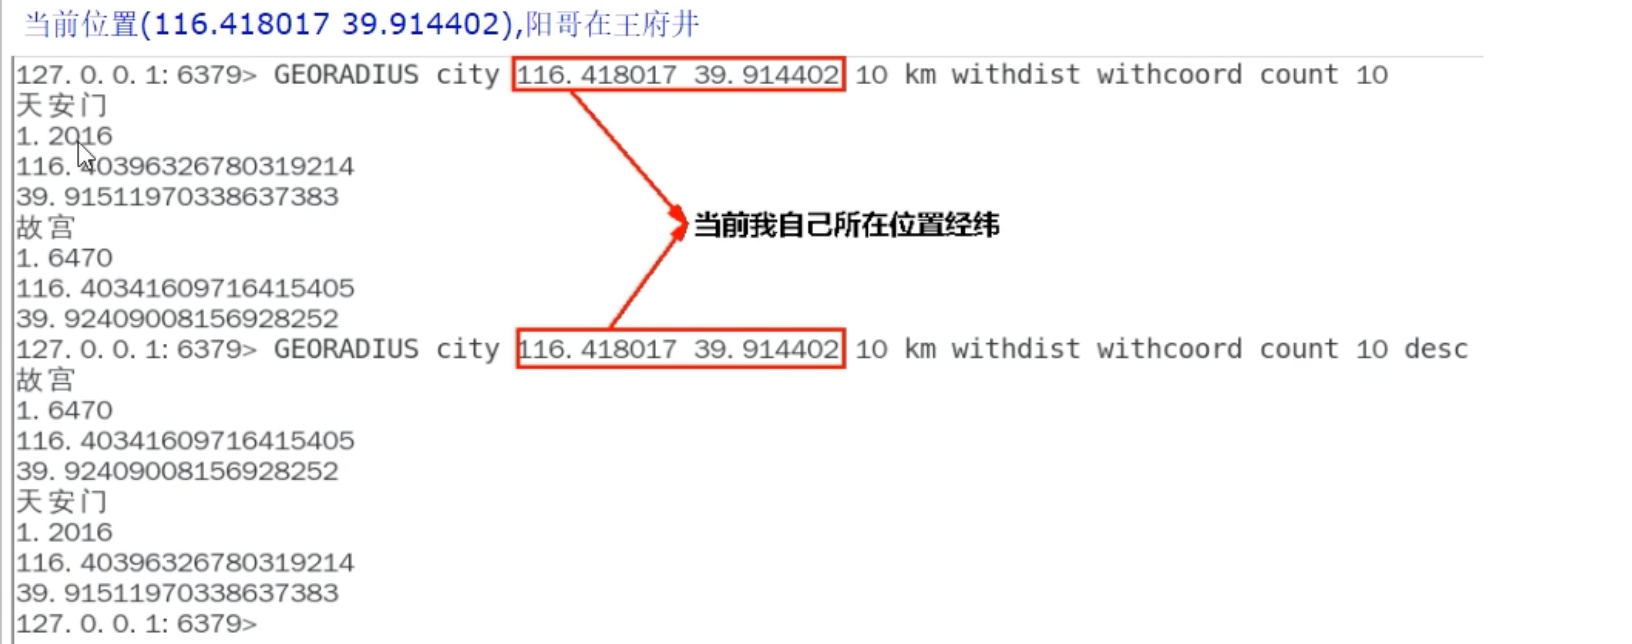 当前位置(116.418017 39.914402),阳哥在王府井
127.0.0.1:6379> GEORADIUS city 116.418017 39.914402 10 km withdist withcoord count 10
天安门
1.2016
116.40396326780319214
39.91511970338637383
故宫
1.6470
116.40341609716415405
39.92409008156928252
当前我自己所在位置经纬
127.0.0.1:6379> GEORADIUS city 116.418017 39.914402 10 km withdist withcoord count 10 desc
故宫
1.6470
116.40341609716415405
39.92409008156928252
天安门
1.2016
116.40396326780319214
39.91511970338637383
127.0.0.1:6379>